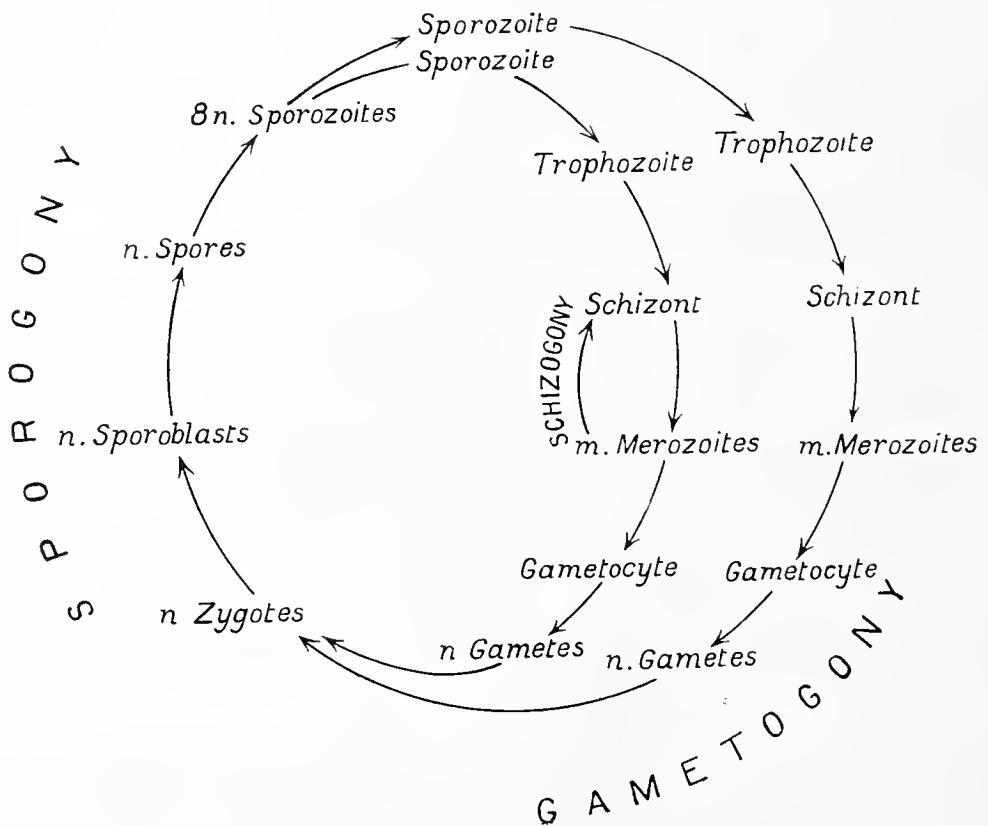 Sporozoite
Sporozoite
8n. Sporozoites
Trophozoite
Trophozoite
n. Spores
Schizont
Schizont
SCHIZOGONY
n. Sporoblasts
m. Merozoites
m. Merozoites
Gametocyte
Gametocyte
n Zygotes
n Gametes
n. Gametes
SPOROGONY
GAMETOGONY